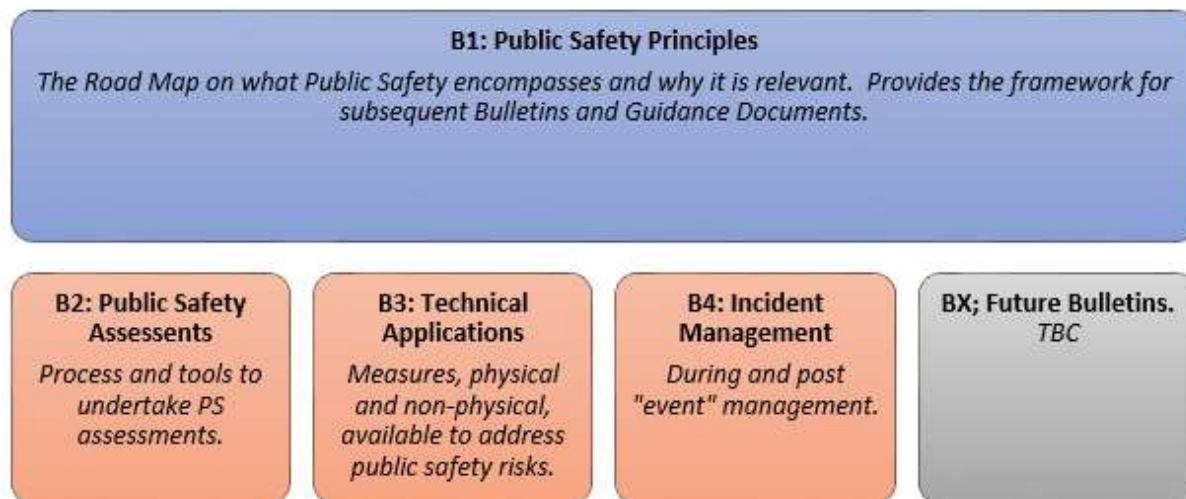 B1: Public Safety Principles
The Road Map on what Public Safety encompasses and why it is relevant.  Provides the framework for
subsequent Bulletins and Guidance Documents.
B2: Public Safety
Assessents
Process and tools to
undertake PS
assessments.
B3: Technical
Applications
Measures, physical
and non-physical,
available to address
public safety risks.
B4: Incident
Management
During and post
"event" management.
BX; Future Bulletins.
TBC